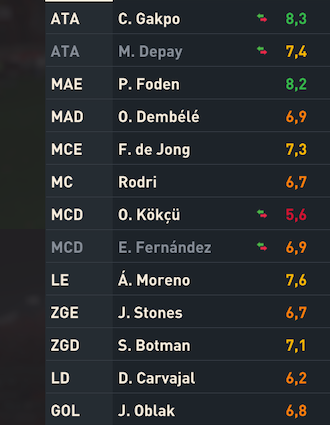 ATA C. Gakpo 8,3
ATA M. Depay 7,4
MAE P. Foden 8,2
MAD O. Dembélé 6,9
MCE F. de Jong 7,3
MC Rodri 6,7
MCD O. Kökçü 5,6
MCD E. Fernández 6,9
LE Á. Moreno 7,6
ZGE J. Stones 6,7
ZGD S. Botman 7,1
LD D. Carvajal 6,2
GOL J. Oblak 6,8